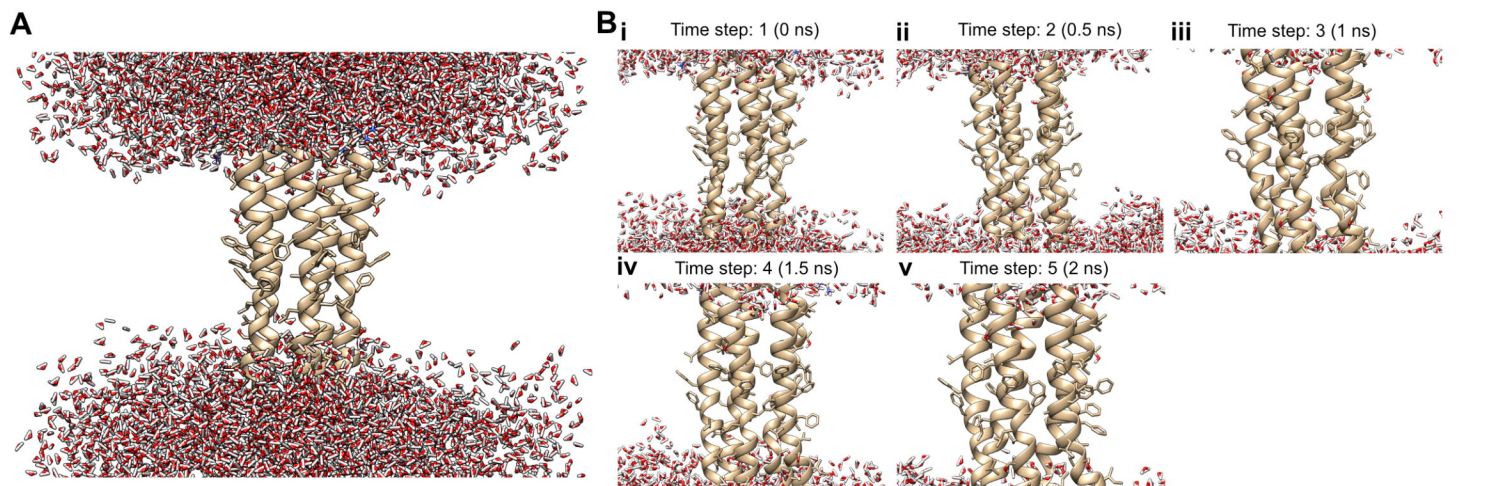 A
B
i
Time step: 1 (0 ns)
ii
Time step: 2 (0.5 ns)
iii
Time step: 3 (1 ns)
iv
Time step: 4 (1.5 ns)
v
Time step: 5 (2 ns)